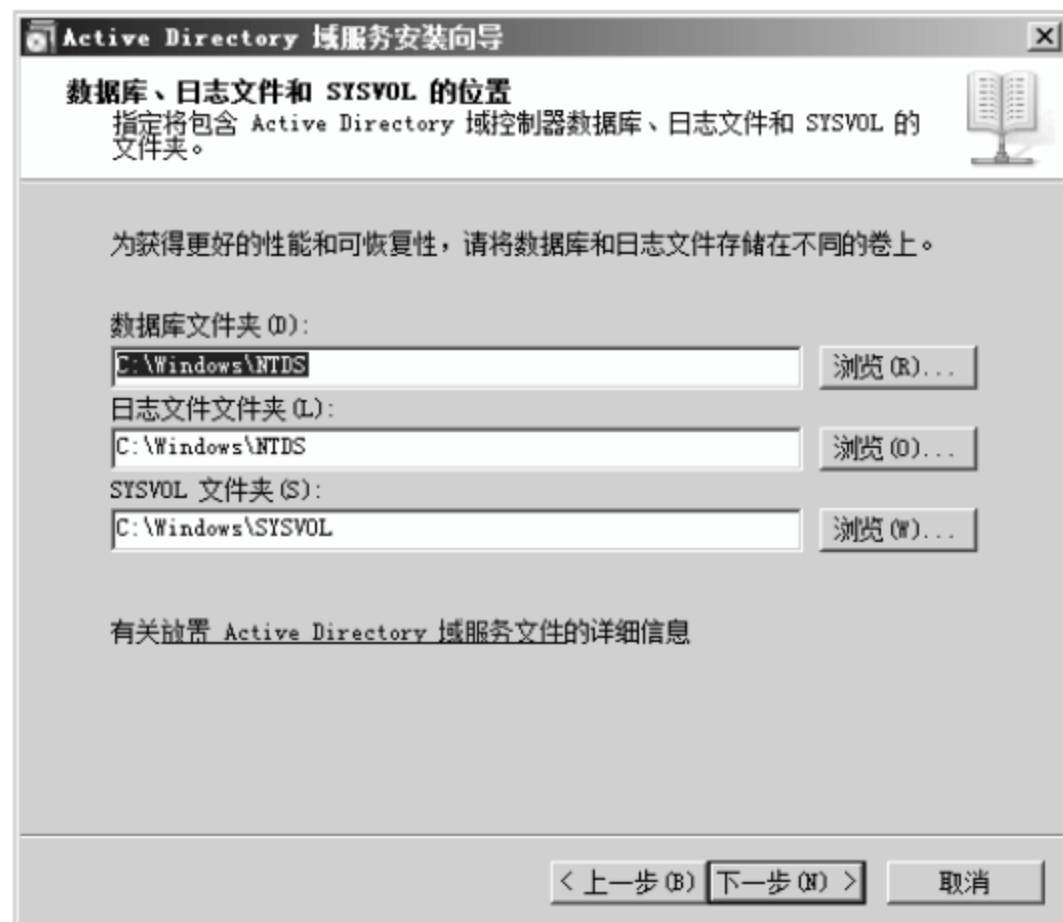 Active Directory 域服务安装向导
数据库、日志文件和 SYSVOL 的位置
指定将包含 Active Directory 域控制器数据库、日志文件和 SYSVOL 的
文件夹。
为获得更好的性能和可恢复性，请将数据库和日志文件存储在不同的卷上。
数据库文件夹(D):
C:\Windows\NTDS 浏览(R)...
日志文件文件夹(L):
C:\Windows\NTDS 浏览(O)...
SYSVOL 文件夹(S):
C:\Windows\SYSVOL 浏览(W)...
有关放置 Active Directory 域服务文件的详细信息
< 上一步(B) 下一步(N) > 取消